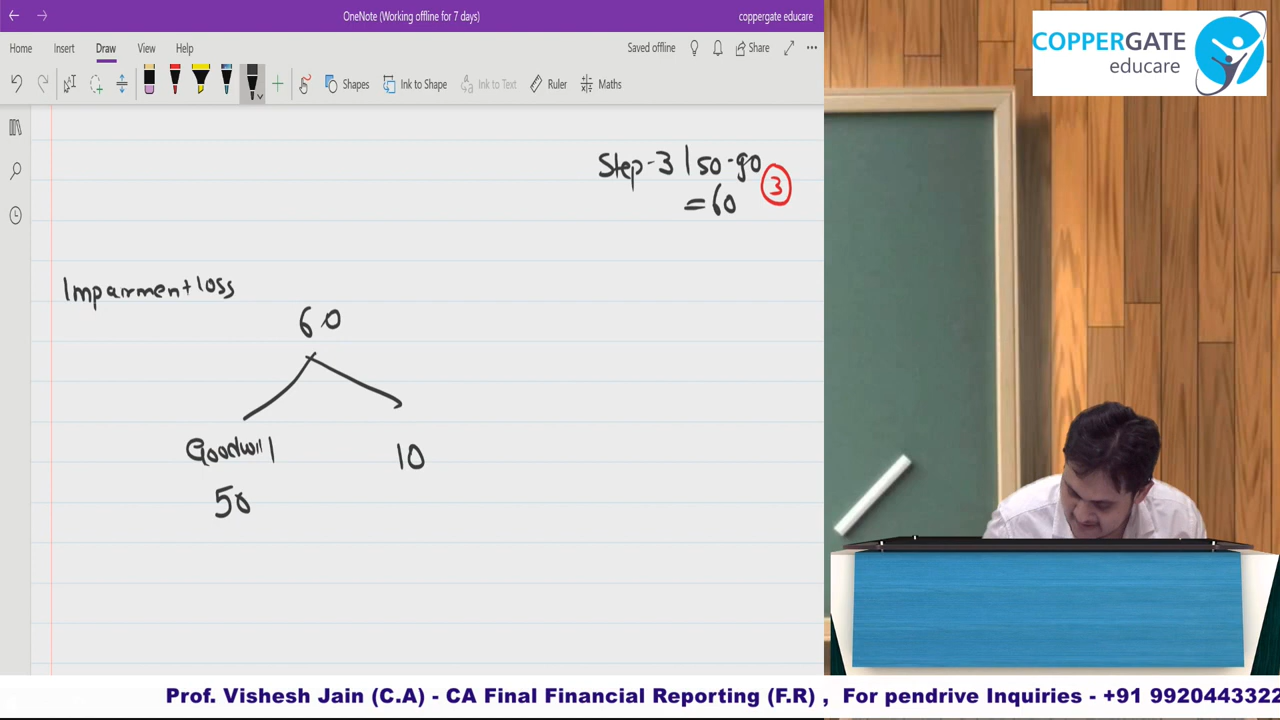 OneNote (Working offline for 7 days)
coppergate educare
Home Insert Draw View Help
Saved offline Share
Shapes Ink to Shape Ink to Text Ruler Maths
COPPERGATE
educare
Step-3 150-90
= 60
3
Impairment loss
60
Goodwill 10
50
Prof. Vishesh Jain (C.A) - CA Final Financial Reporting (F.R) , For pendrive Inquiries - +91 9920443322